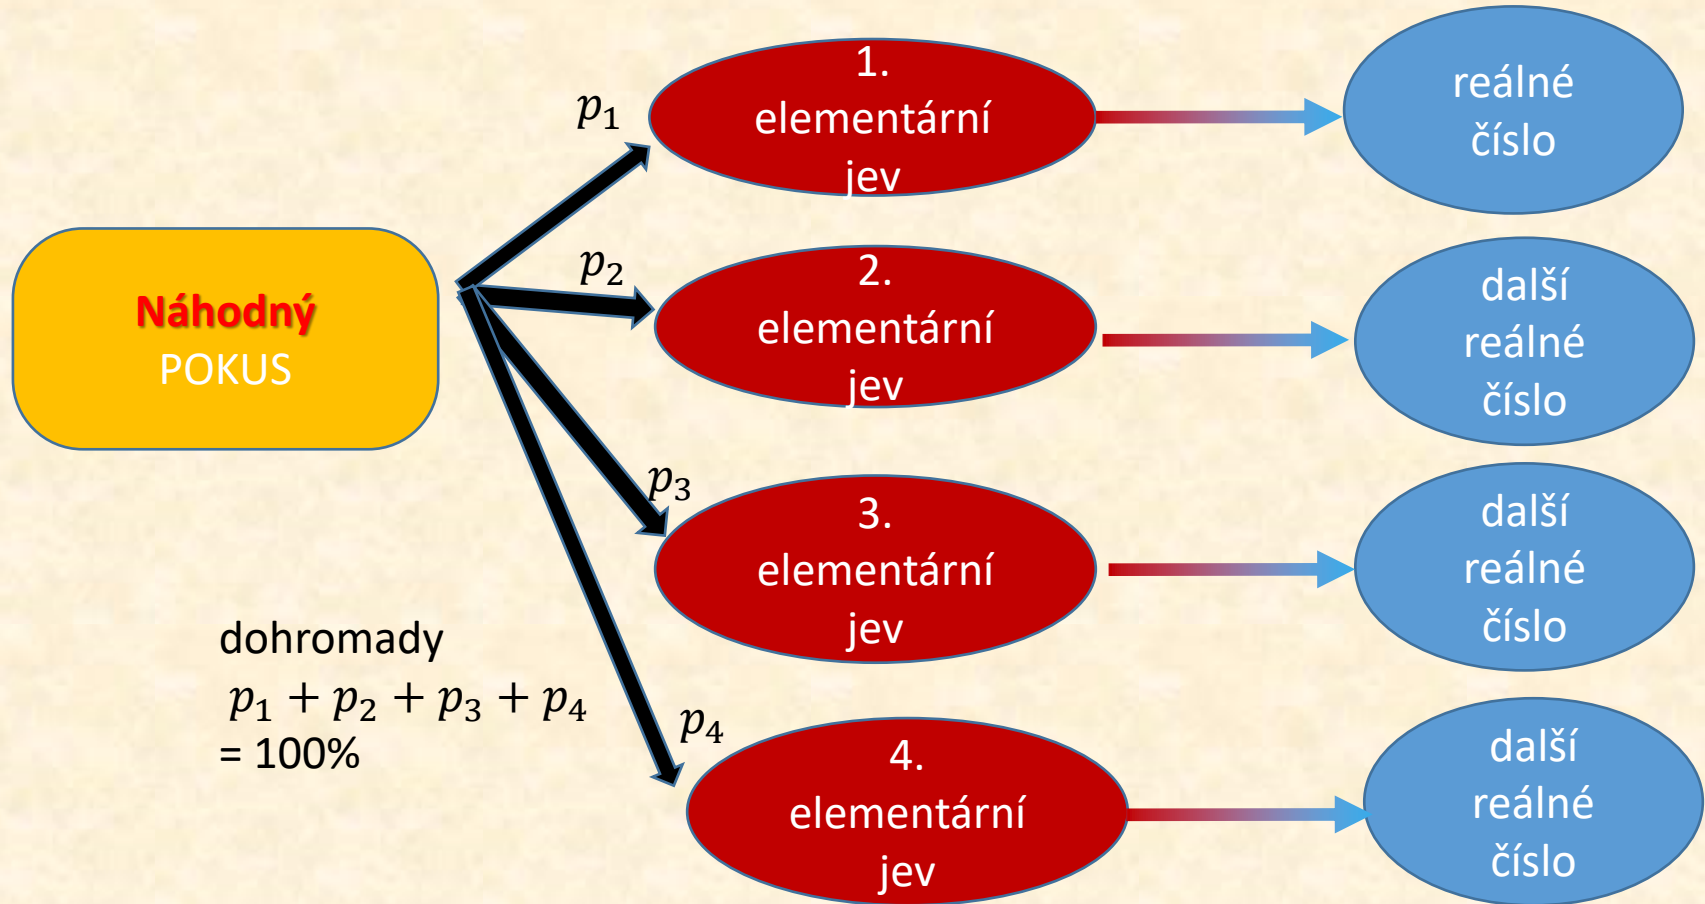 Náhodný
POKUS
p₁
1.
elementární
jev
reálné
číslo
p₂
2.
elementární
jev
další
reálné
číslo
p₃
3.
elementární
jev
další
reálné
číslo
dohromady
p₁ + p₂ + p₃ + p₄
= 100%
p₄
4.
elementární
jev
další
reálné
číslo